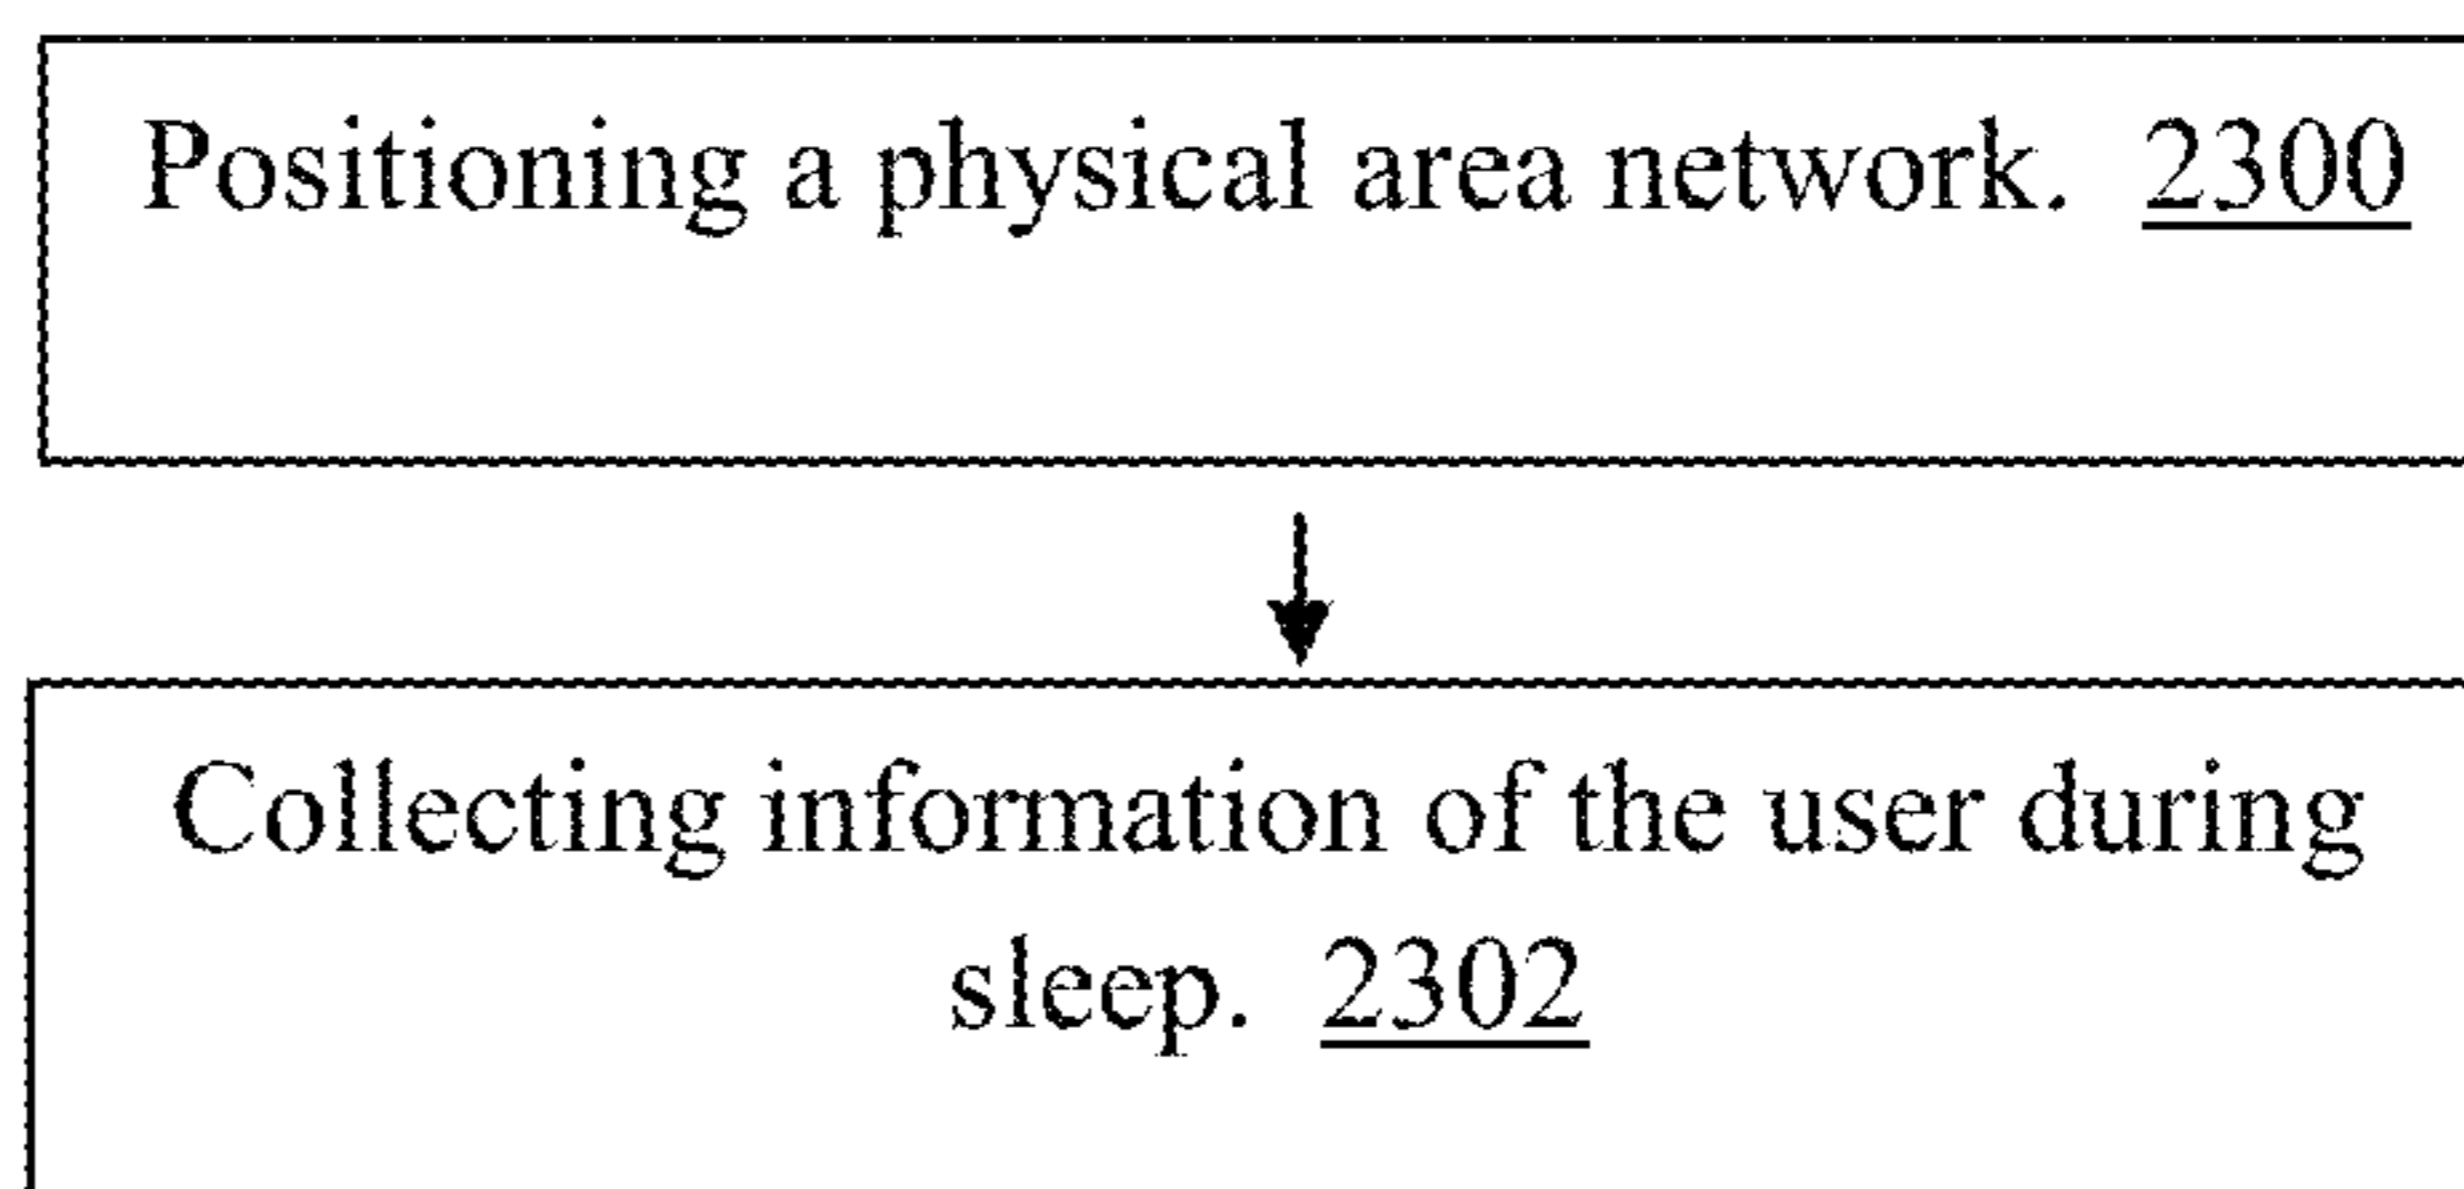 Positioning a physical area network. 2300
Collecting information of the user during
sleep. 2302